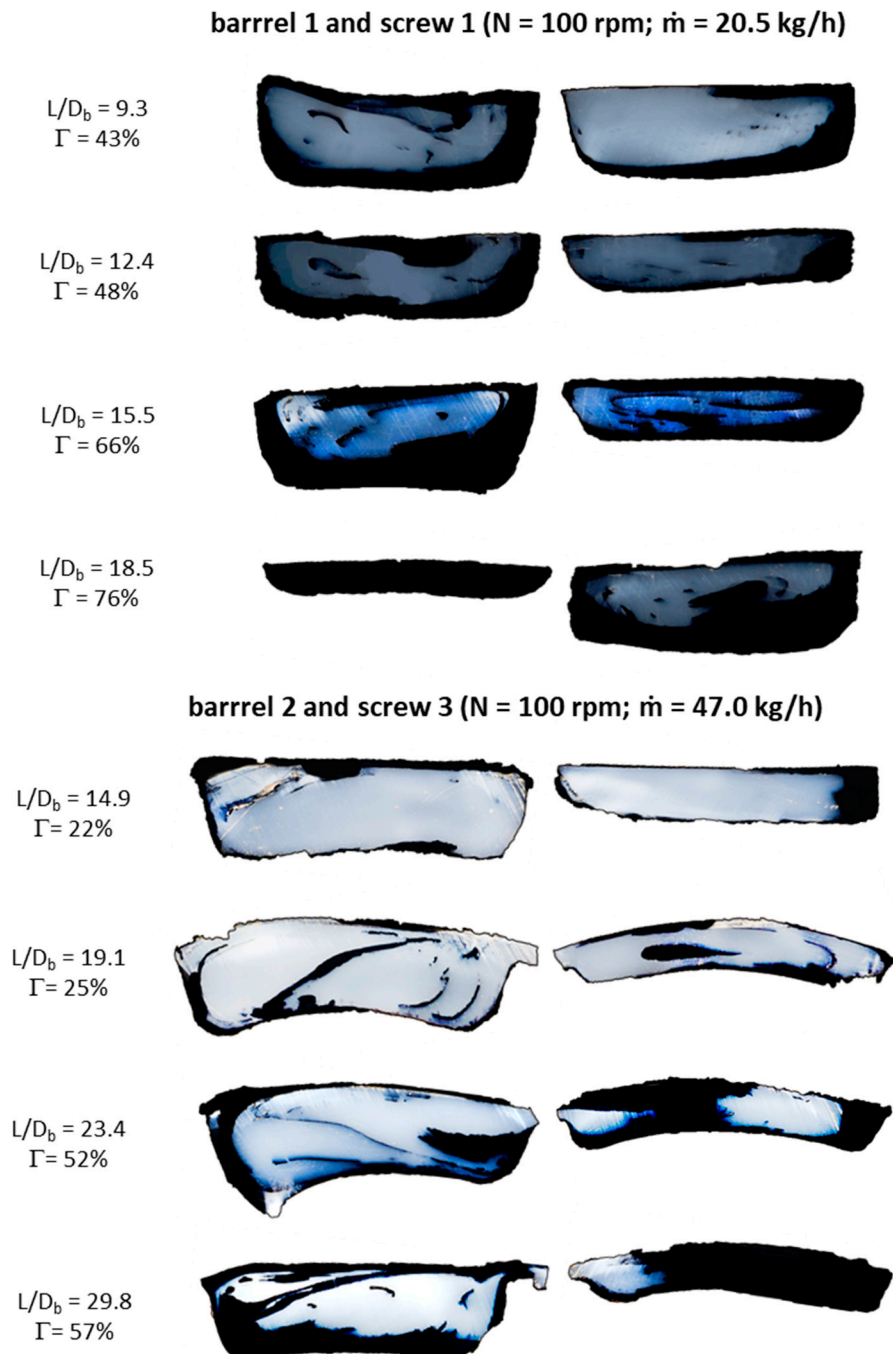 barrrel 1 and screw 1 (N = 100 rpm; ṁ = 20.5 kg/h)
L/D_b = 9.3
Γ = 43%
L/D_b = 12.4
Γ = 48%
L/D_b = 15.5
Γ = 66%
L/D_b = 18.5
Γ = 76%
barrrel 2 and screw 3 (N = 100 rpm; ṁ = 47.0 kg/h)
L/D_b = 14.9
Γ= 22%
L/D_b = 19.1
Γ= 25%
L/D_b = 23.4
Γ= 52%
L/D_b = 29.8
Γ= 57%